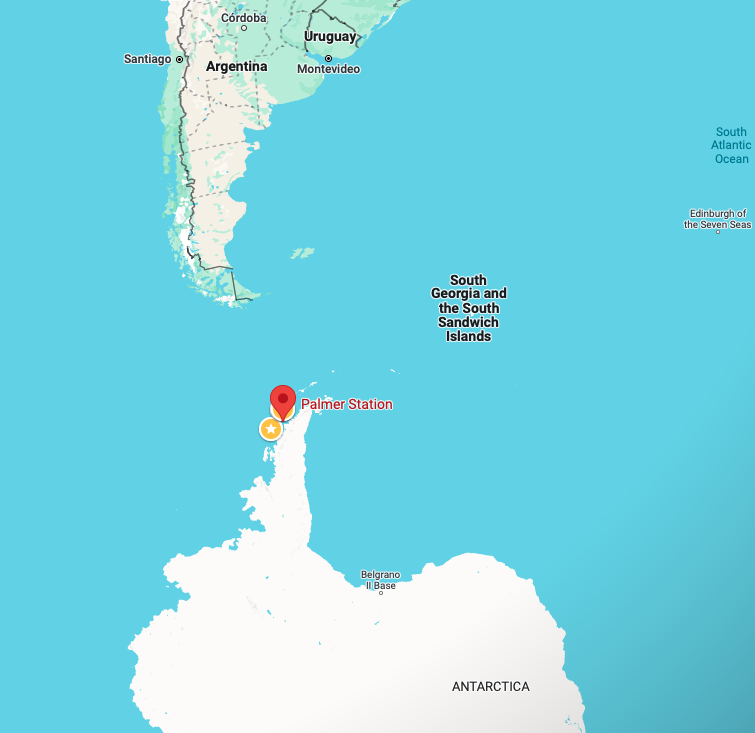 Córdoba
Uruguay
Santiago
Argentina
Montevideo
South
Atlantic
Ocean
Edinburgh of
the Seven Seas
South
Georgia and
the South
Sandwich
Islands
Palmer Station
Belgrano
II Base
ANTARCTICA